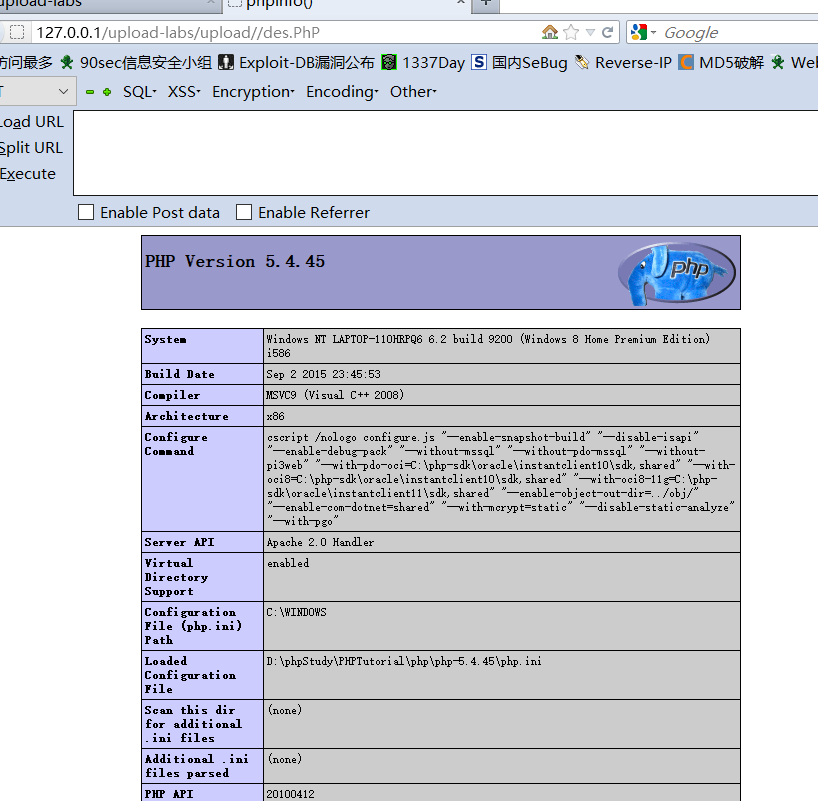 upload-labs
phpinfo()
127.0.0.1/upload-labs/upload//des.PhP
Google
访问最多 90sec信息安全小组 Exploit-DB漏洞公布 1337Day 国内SeBug Reverse-IP MD5破解 Wel
SQL XSS Encryption Encoding Other
Load URL
Split URL
Execute
Enable Post data Enable Referrer
PHP Version 5.4.45
php
System
Windows NT LAPTOP-110HRPQ6 6.2 build 9200 (Windows 8 Home Premium Edition)
i586
Build Date
Sep 2 2015 23:45:53
Compiler
MSVC9 (Visual C++ 2008)
Architecture
x86
Configure
Command
cscript /nologo configure.js "--enable-snapshot-build" "--disable-isapi"
"--enable-debug-pack" "--without-mssql" "--without-pdo-mssql" "--without-
pi3web" "--with-pdo-oci=C:\php-sdk\oracle\instantclient10\sdk,shared" "--with-
oci8=C:\php-sdk\oracle\instantclient10\sdk,shared" "--with-oci8-11g=C:\php-
sdk\oracle\instantclient11\sdk,shared" "--enable-object-out-dir=../obj/"
"--enable-com-dotnet=shared" "--with-mcrypt=static" "--disable-static-analyze"
"--with-pgo"
Server API
Apache 2.0 Handler
Virtual
Directory
Support
enabled
Configuration
File (php.ini)
Path
C:\WINDOWS
Loaded
Configuration
File
D:\phpStudy\PHPTutorial\php\php-5.4.45\php.ini
Scan this dir
for additional
.ini files
(none)
Additional .ini
files parsed
(none)
PHP API
20100412